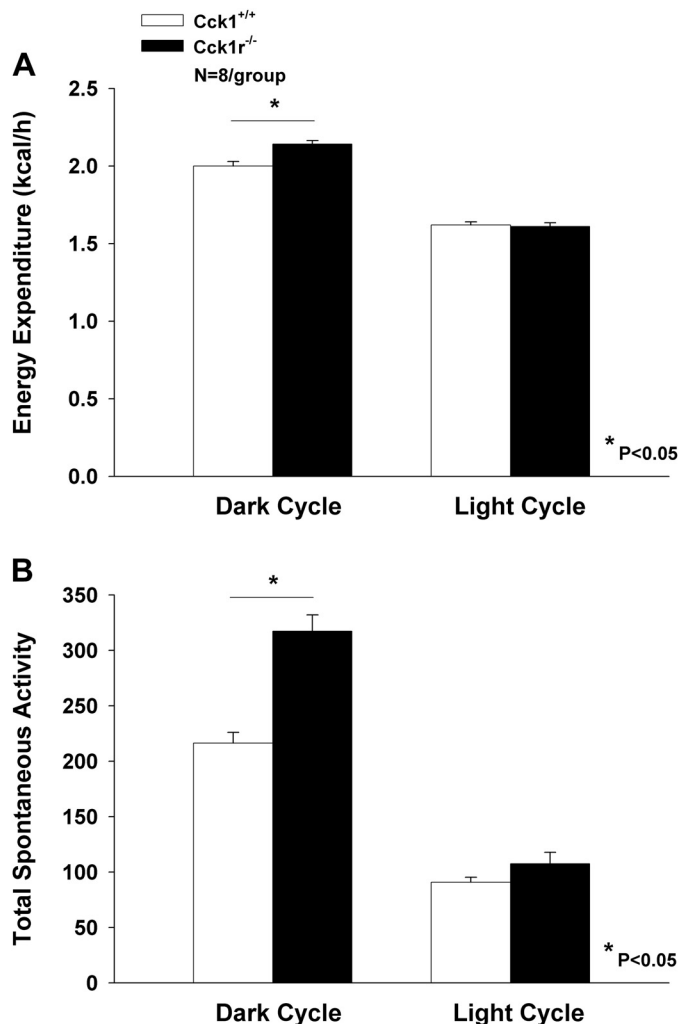 Cck1+/+
Cck1r-/-
N=8/group
A
Energy Expenditure (kcal/h)
2.5
2.0
1.5
1.0
0.5
0.0
*
* P<0.05
Dark Cycle Light Cycle
B
Total Spontaneous Activity
350
300
250
200
150
100
50
0
*
* P<0.05
Dark Cycle Light Cycle